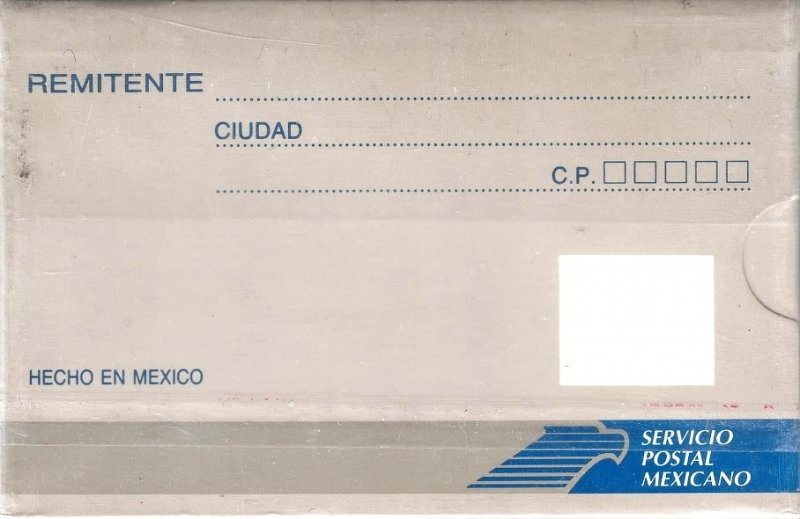 REMITENTE
CIUDAD
C.P.
HECHO EN MEXICO
SERVICIO
POSTAL
MEXICANO